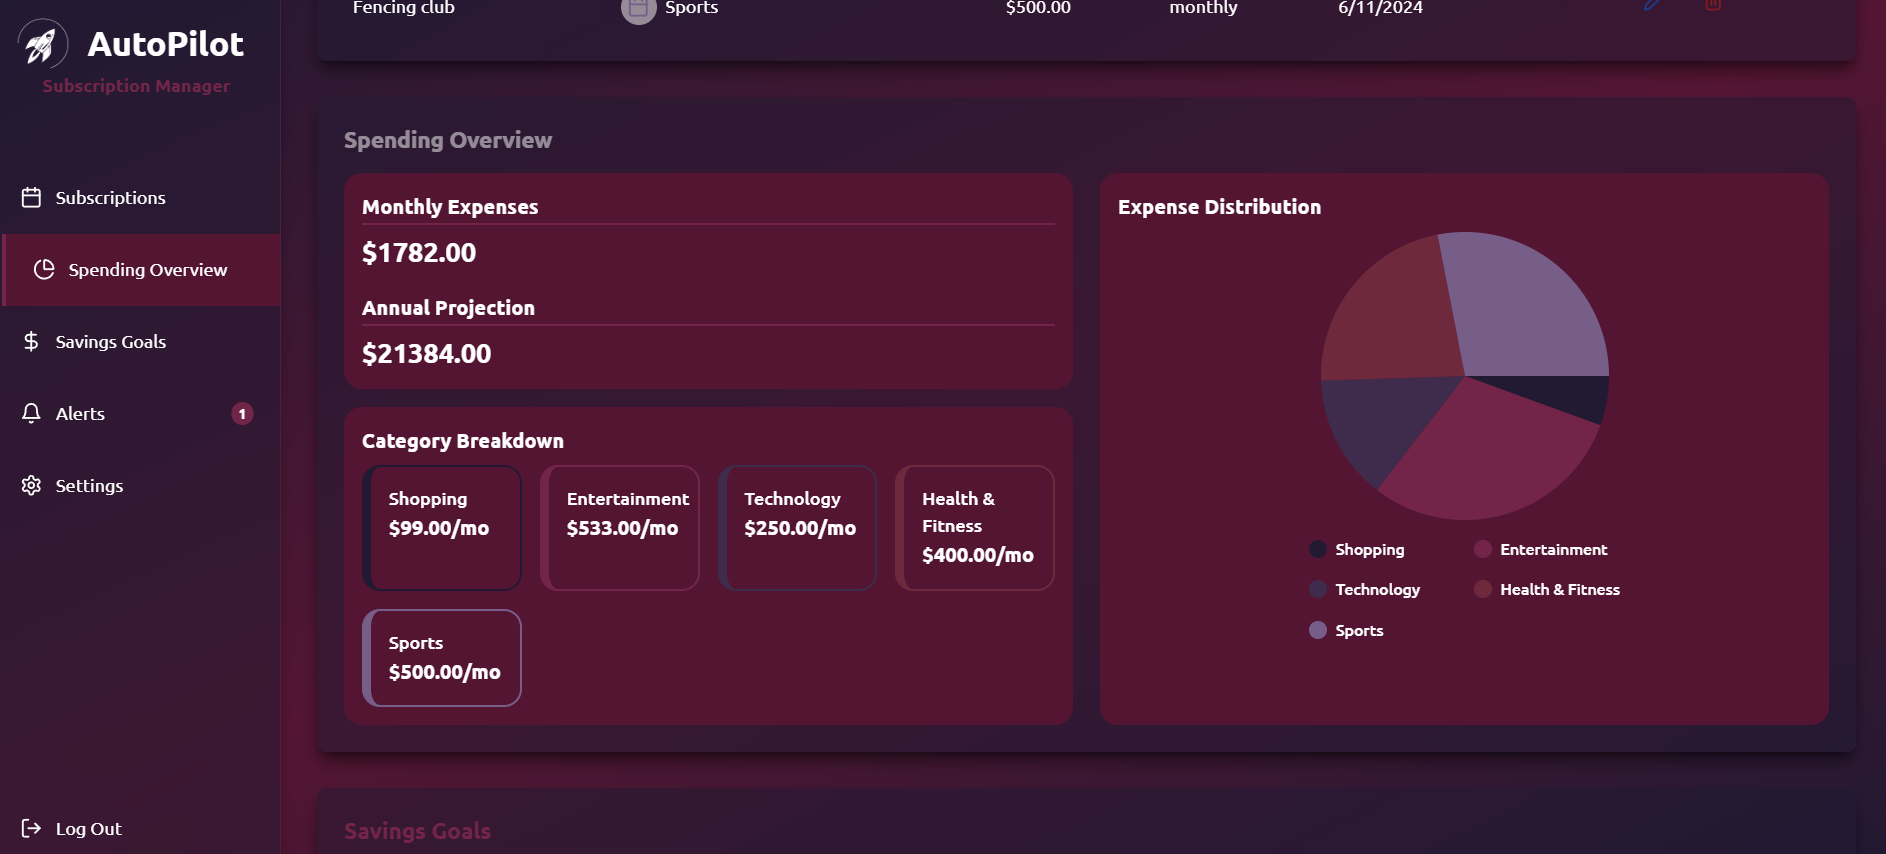 AutoPilot
Subscription Manager
Subscriptions
Spending Overview
Savings Goals
Alerts 1
Settings
Log Out
Fencing club Sports $500.00 monthly 6/11/2024
Spending Overview
Monthly Expenses
$1782.00
Annual Projection
$21384.00
Category Breakdown
Shopping
$99.00/mo
Entertainment
$533.00/mo
Technology
$250.00/mo
Health &
Fitness
$400.00/mo
Sports
$500.00/mo
Expense Distribution
Shopping Entertainment
Technology Health & Fitness
Sports
Savings Goals